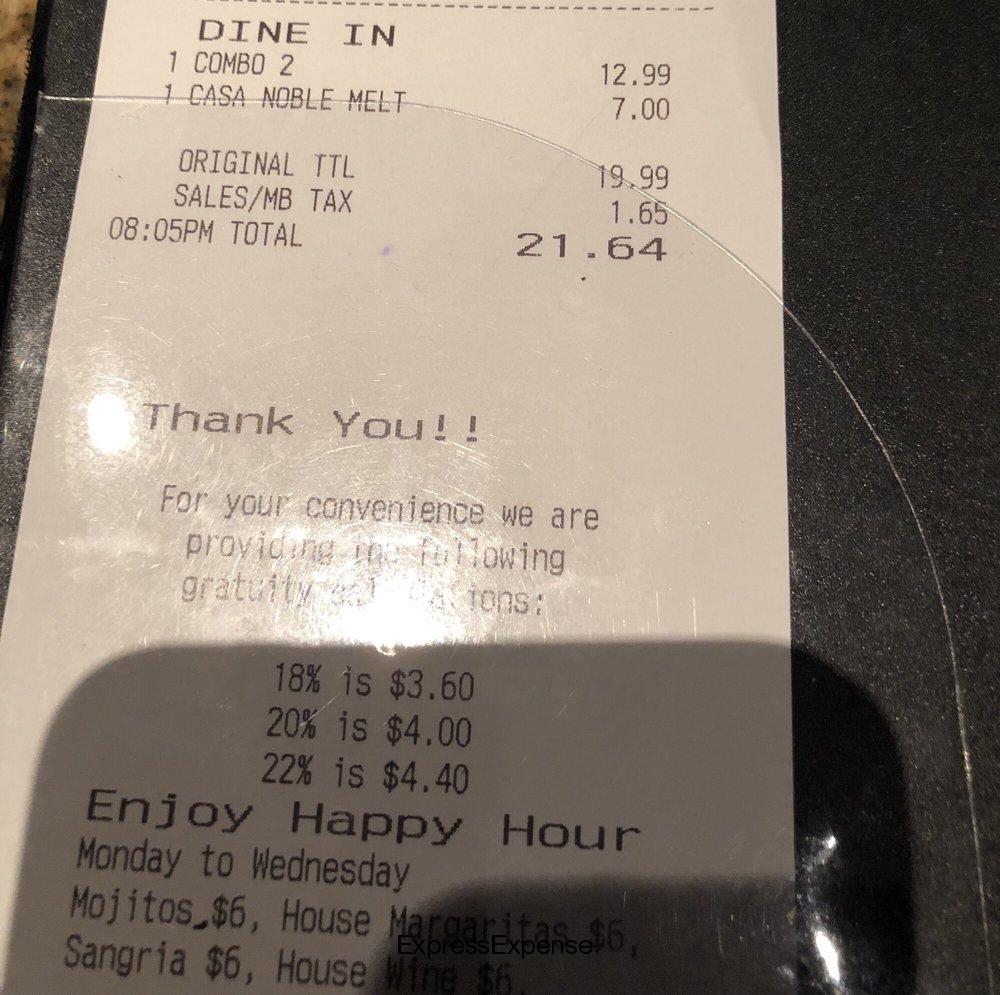 DINE IN
1 COMBO 2 12.99
1 CASA NOBLE MELT 7.00
ORIGINAL TTL 19.99
SALES/MB TAX 1.65
08:05PM TOTAL 21.64
Thank You!!
For your convenience we are
providing the following
gratuity
18% is $3.60
20% is $4.00
22% is $4.40
Enjoy Happy Hour
Monday to Wednesday
Mojitos $6, House Margaritas $6,
Sangria $6, House Wine $6.
ExpressExpense